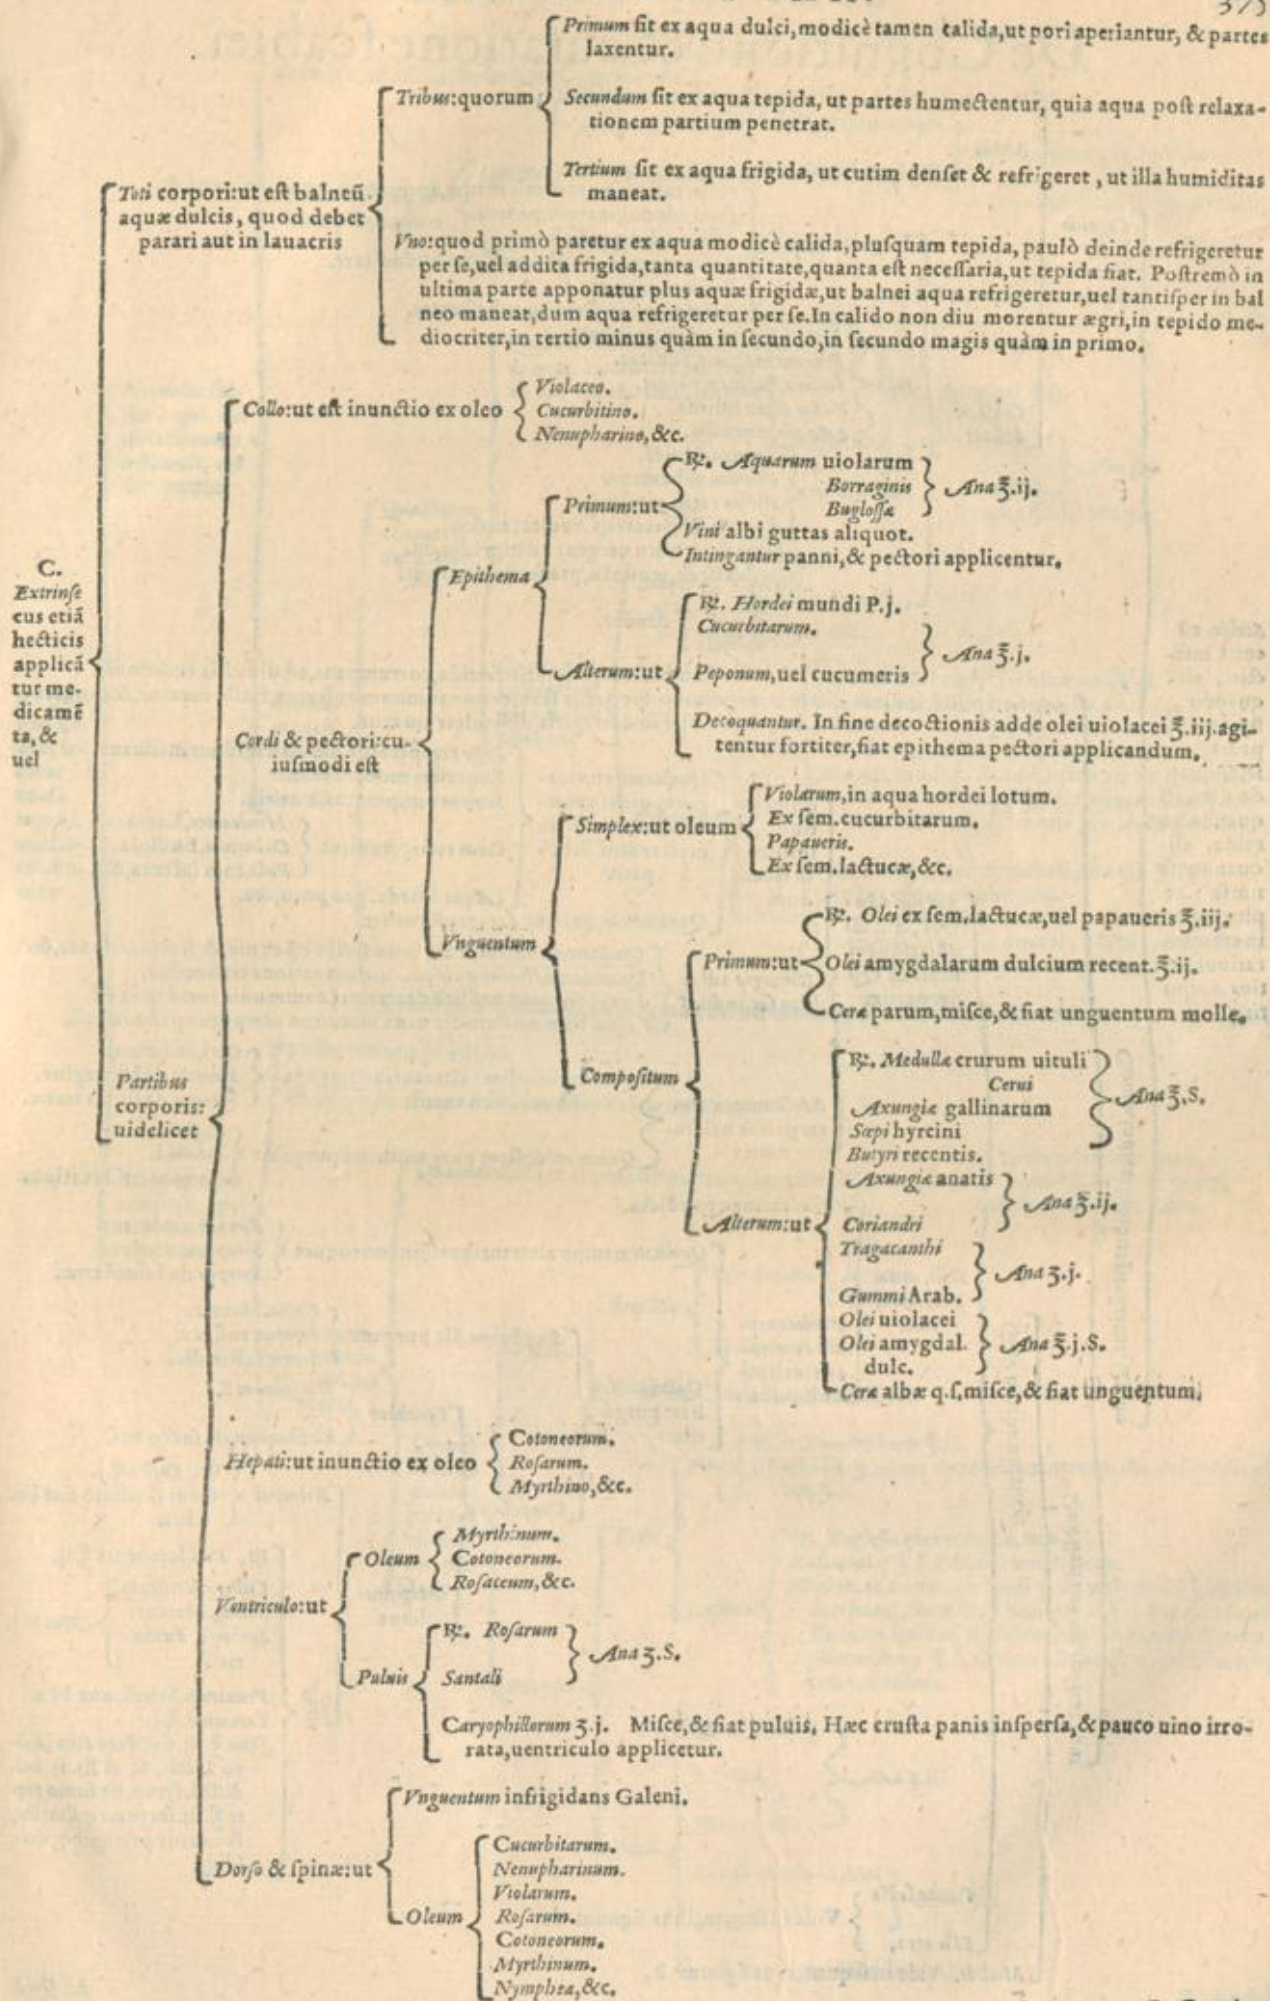 375
Primum fit ex aqua dulci, modicè tamen calida, ut pori aperiantur, & partes
laxentur.
Tribus: quorum
Secundum fit ex aqua tepida, ut partes humectentur, quia aqua post relaxa-
tionem partium penetrat.
Tertium fit ex aqua frigida, ut cutim denset & refrigeret, ut illa humiditas
maneat.
Toti corpori: ut est balneũ
aquæ dulcis, quod debet
parari aut in lauacris
Vno: quod primò paretur ex aqua modicè calida, plusquam tepida, paulò deinde refrigeretur
per se, uel addita frigida, tanta quantitate, quanta est necessaria, ut tepida fiat. Postremò in
ultima parte apponatur plus aquæ frigidæ, ut balnei aqua refrigeretur, uel tantisper in bal
neo maneat, dum aqua refrigeretur per se. In calido non diu morentur ægri, in tepido me-
diocriter, in tertio minus quàm in secundo, in secundo magis quàm in primo.
C.
Extrinse
cus etiã
hecticis
applicã
tur me-
dicamẽ
ta, &
uel
Partibus
corporis:
uidelicet
Collo: ut est inunctio ex oleo
Violaceo.
Cucurbitino.
Nenupharino, &c.
Cordi & pectori: cu-
iusmodi est
Epithema
Primum: ut
℞. Aquarum uiolarum
Borraginis
Buglossæ
Ana ℥.ij.
Vini albi guttas aliquot.
Intingantur panni, & pectori applicentur.
Alterum: ut
℞. Hordei mundi P.j.
Cucurbitarum.
Peponum, uel cucumeris
Ana ℥.j.
Decoquantur. In fine decoctionis adde olei uiolacei ℥.iij. agi-
tentur fortiter, fiat epithema pectori applicandum.
Vnguentum
Simplex: ut oleum
Violarum, in aqua hordei lotum.
Ex sem. cucurbitarum.
Papaueris.
Ex sem. lactucæ, &c.
Compositum
Primum: ut
℞. Olei ex sem. lactucæ, uel papaueris ℥.iij.
Olei amygdalarum dulcium recent. ℥.ij.
Ceræ parum, misce, & fiat unguentum molle.
Alterum: ut
℞. Medullæ crurum uituli
Cerui
Axungiæ gallinarum
Sæpi hyrcini
Butyri recentis.
Ana ℥.S.
Axungiæ anatis
Coriandri
Ana ℥.ij.
Tragacanthi
Gummi Arab.
Ana ʒ.j.
Olei uiolacei
Olei amygdal.
dulc.
Ana ℥.j.S.
Ceræ albæ q.s. misce, & fiat unguentum.
Hepati: ut inunctio ex oleo
Cotoneorum.
Rosarum.
Myrthino, &c.
Ventriculo: ut
Oleum
Myrthinum.
Cotoneorum.
Rosaceum, &c.
Puluis
℞. Rosarum
Santali
Ana ʒ.S.
Caryophillorum ʒ.j. Misce, & fiat puluis. Hæc crusta panis inspersa, & pauco uino irro-
rata, uentriculo applicetur.
Dorso & spinæ: ut
Vnguentum infrigidans Galeni.
Oleum
Cucurbitarum.
Nenupharinum.
Violarum.
Rosarum.
Cotoneorum.
Myrthinum.
Nymphea, &c.